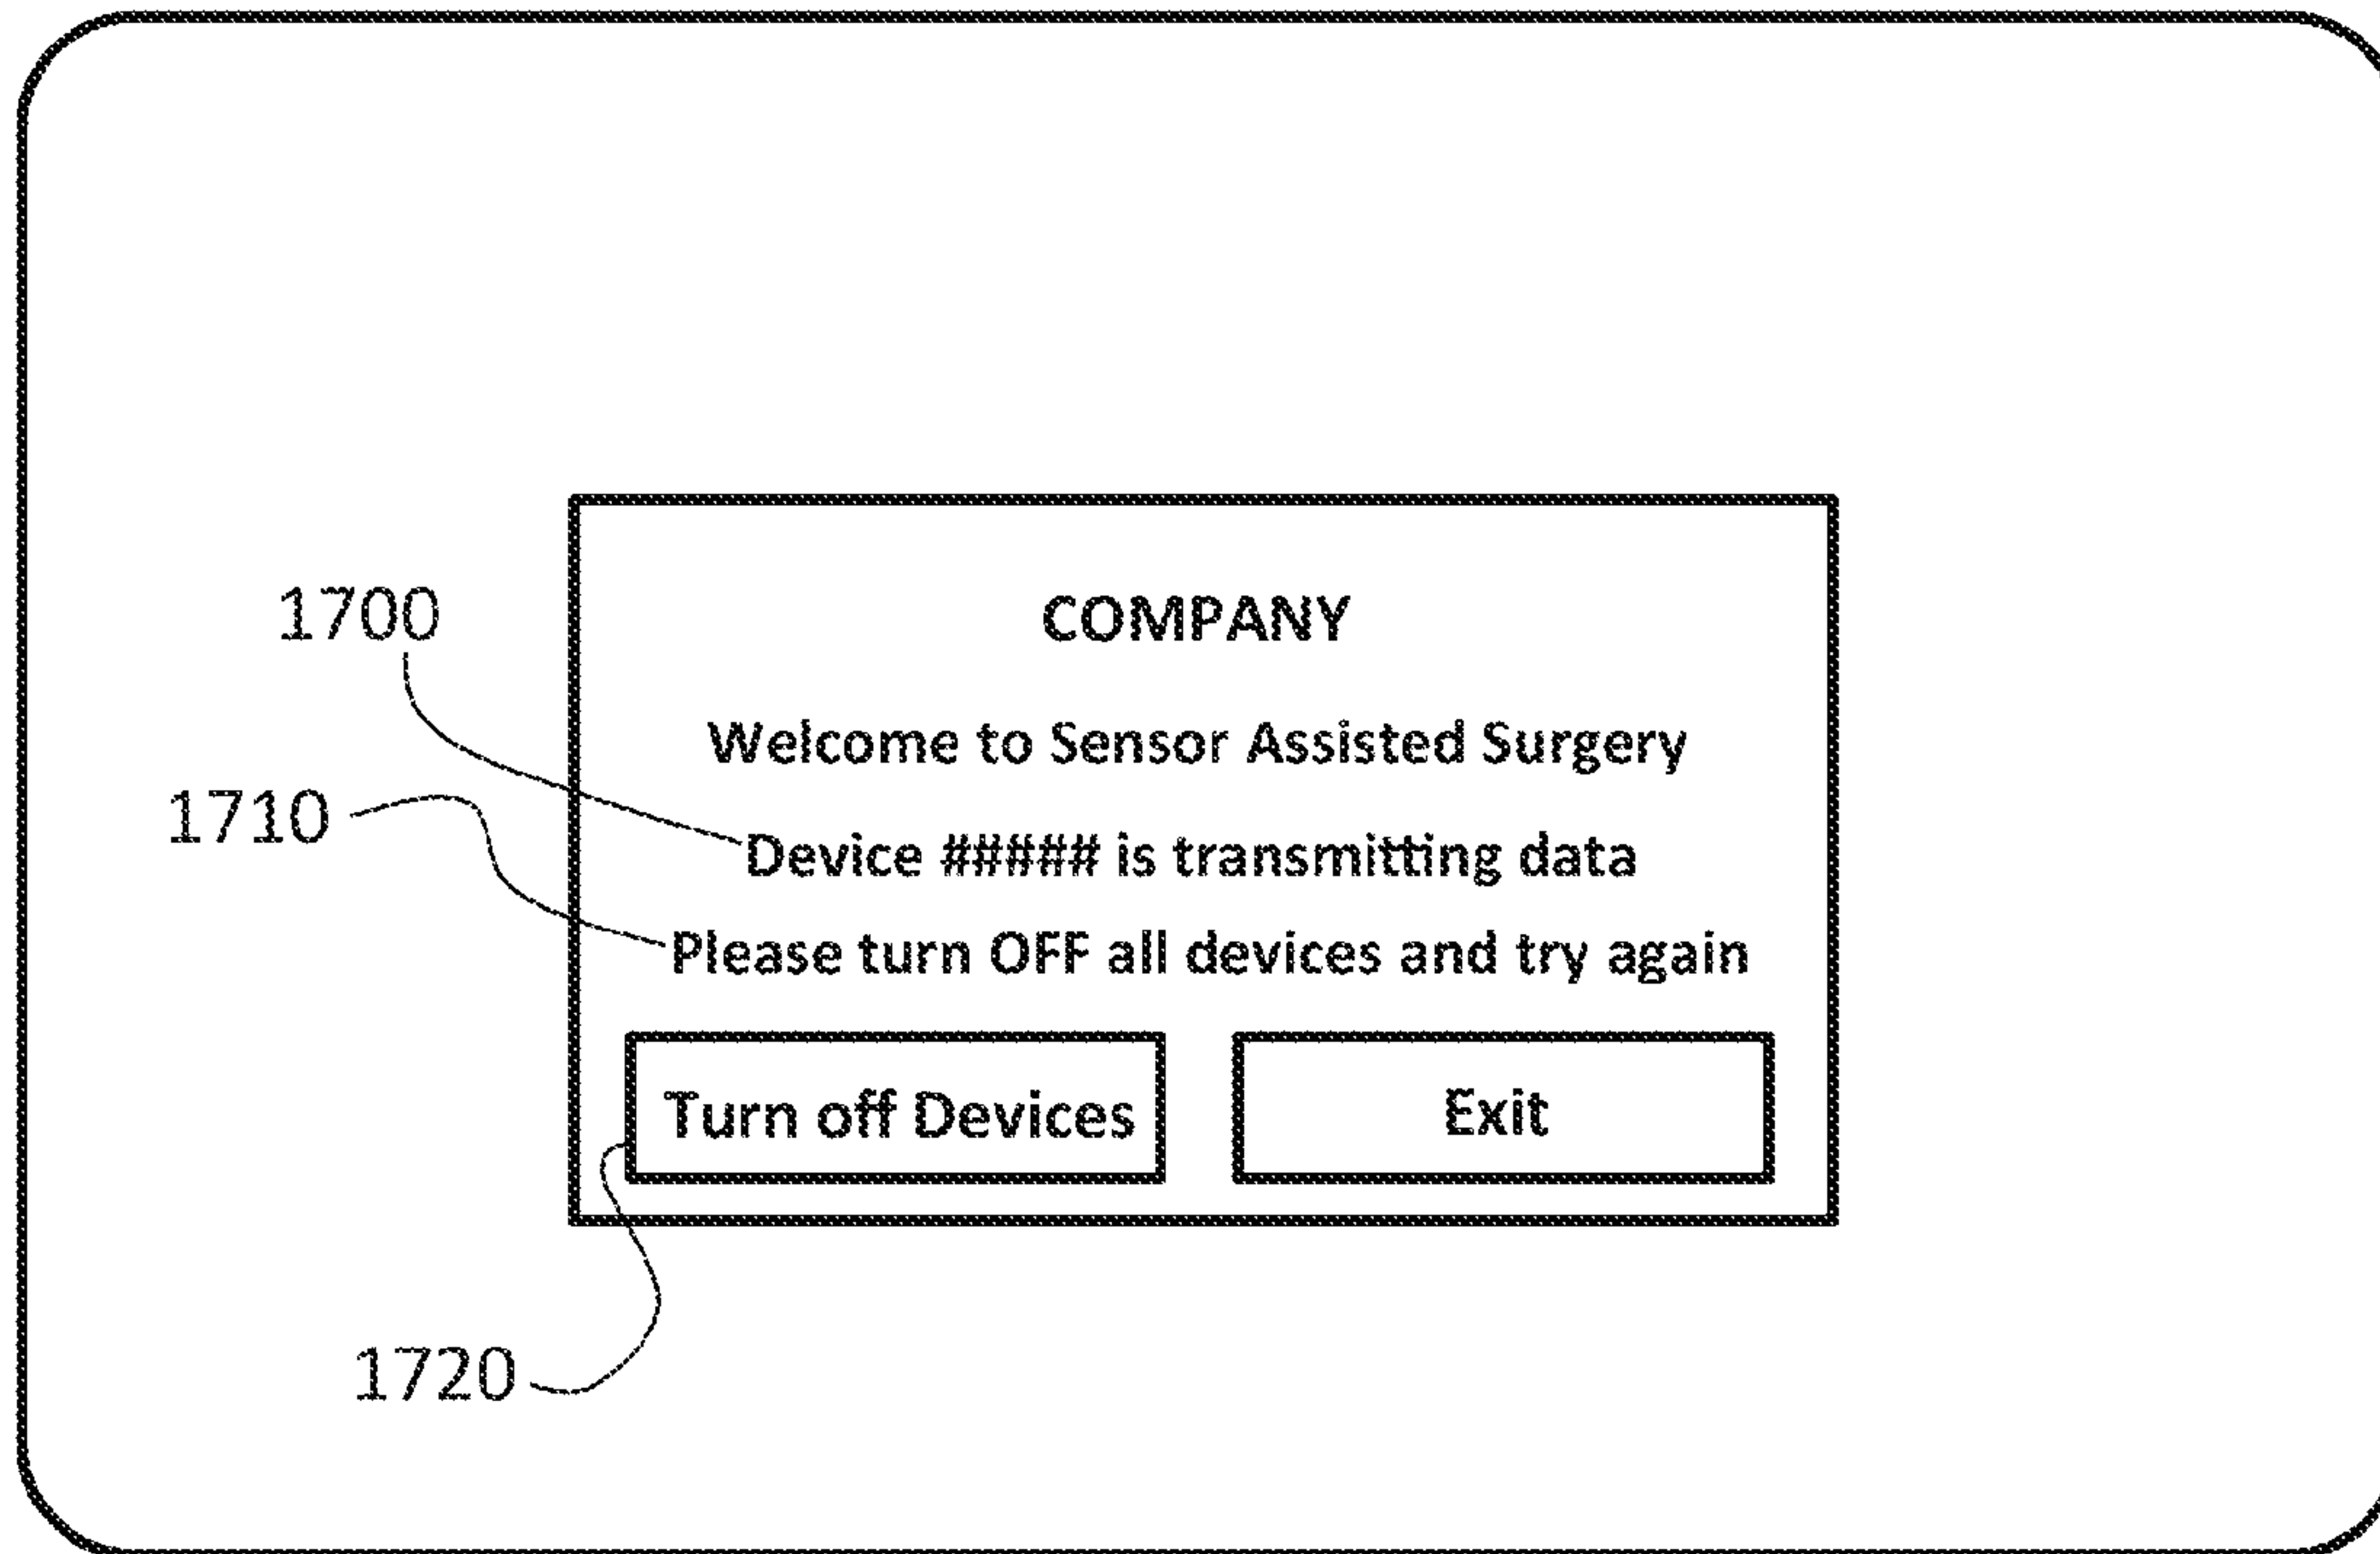 1700
COMPANY
Welcome to Sensor Assisted Surgery
1710
Device ##### is transmitting data
Please turn OFF all devices and try again
Turn off Devices
Exit
1720